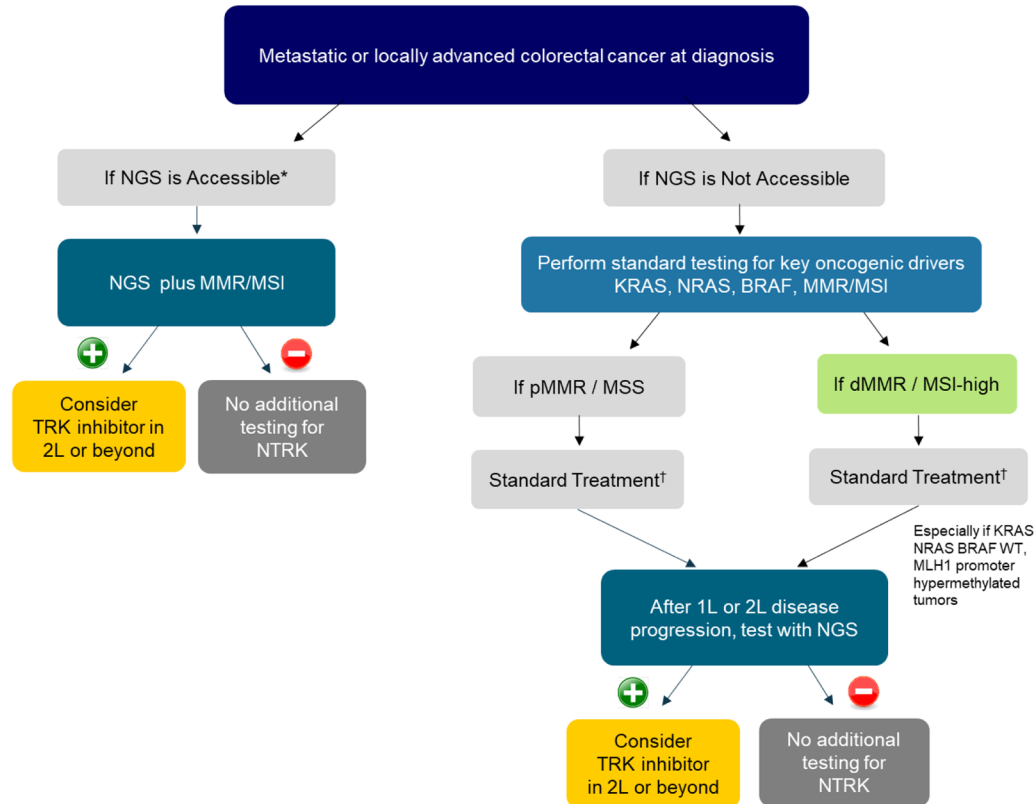 Metastatic or locally advanced colorectal cancer at diagnosis
If NGS is Accessible*
If NGS is Not Accessible
NGS plus MMR/MSI
Perform standard testing for key oncogenic drivers
KRAS, NRAS, BRAF, MMR/MSI
Consider
TRK inhibitor in
2L or beyond
No additional
testing for
NTRK
If pMMR / MSS
If dMMR / MSI-high
Standard Treatment†
Standard Treatment†
Especially if KRAS
NRAS BRAF WT,
MLH1 promoter
hypermethylated
tumors
After 1L or 2L disease
progression, test with NGS
Consider
TRK inhibitor
in 2L or beyond
No additional
testing for
NTRK